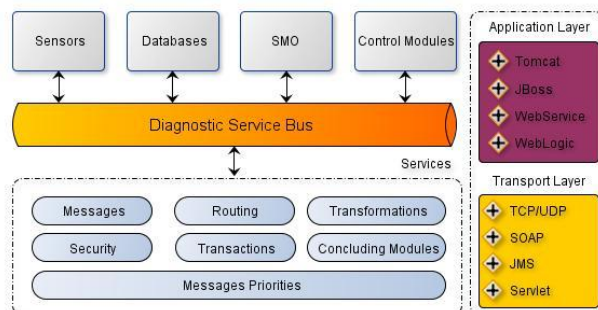 Sensors
Databases
SMO
Control Modules
Diagnostic Service Bus
Services
Messages
Routing
Transformations
Security
Transactions
Concluding Modules
Messages Priorities
Application Layer
Tomcat
JBoss
WebService
WebLogic
Transport Layer
TCP/UDP
SOAP
JMS
Servlet